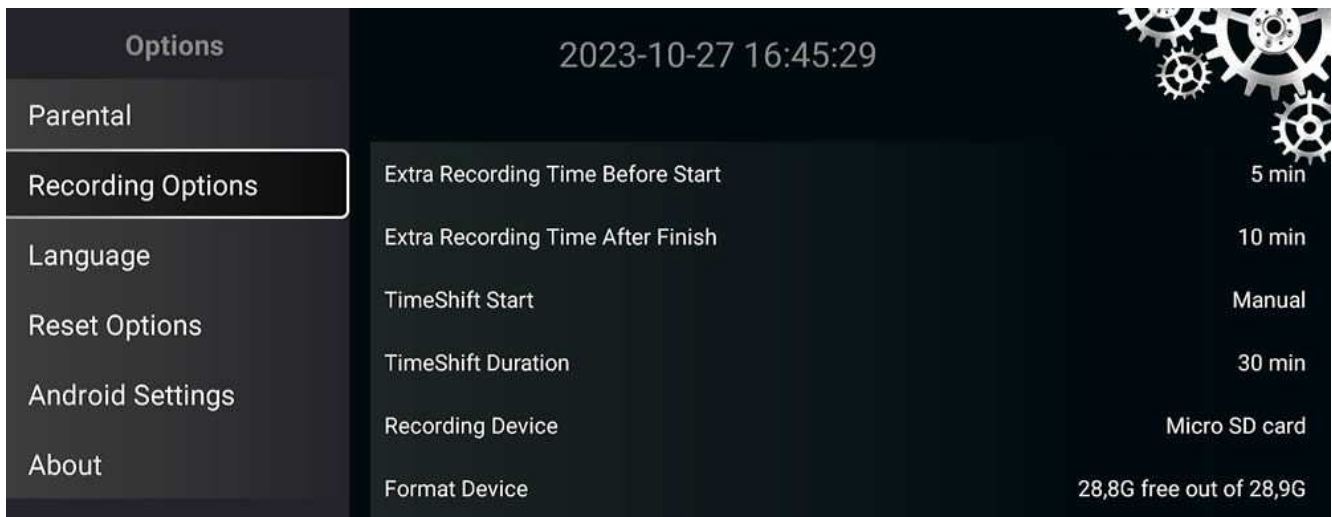 Options
2023-10-27 16:45:29
Parental
Recording Options
Language
Reset Options
Android Settings
About
Extra Recording Time Before Start 5 min
Extra Recording Time After Finish 10 min
TimeShift Start Manual
TimeShift Duration 30 min
Recording Device Micro SD card
Format Device 28,8G free out of 28,9G